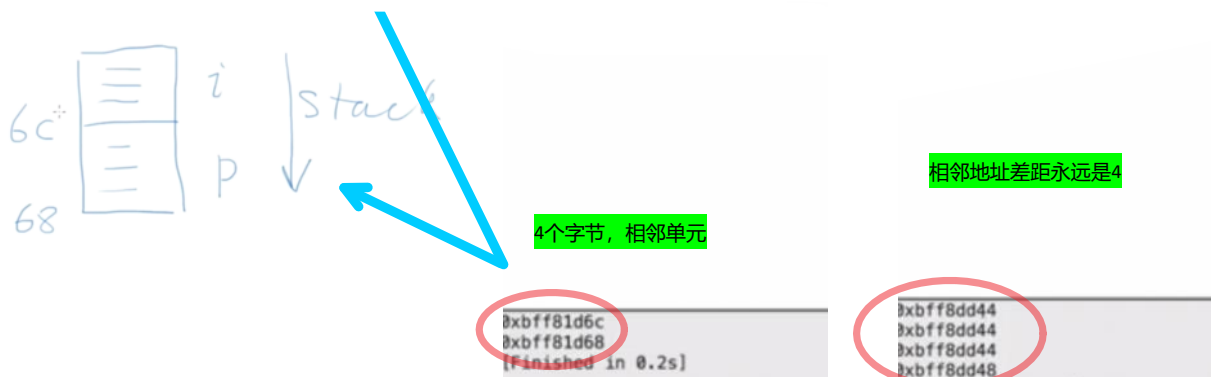 6c
i
stack
p
68
4个字节，相邻单元
0xbff81d6c
0xbff81d68
[Finished in 0.2s]
相邻地址差距永远是4
0xbff8dd44
0xbff8dd44
0xbff8dd44
0xbff8dd48